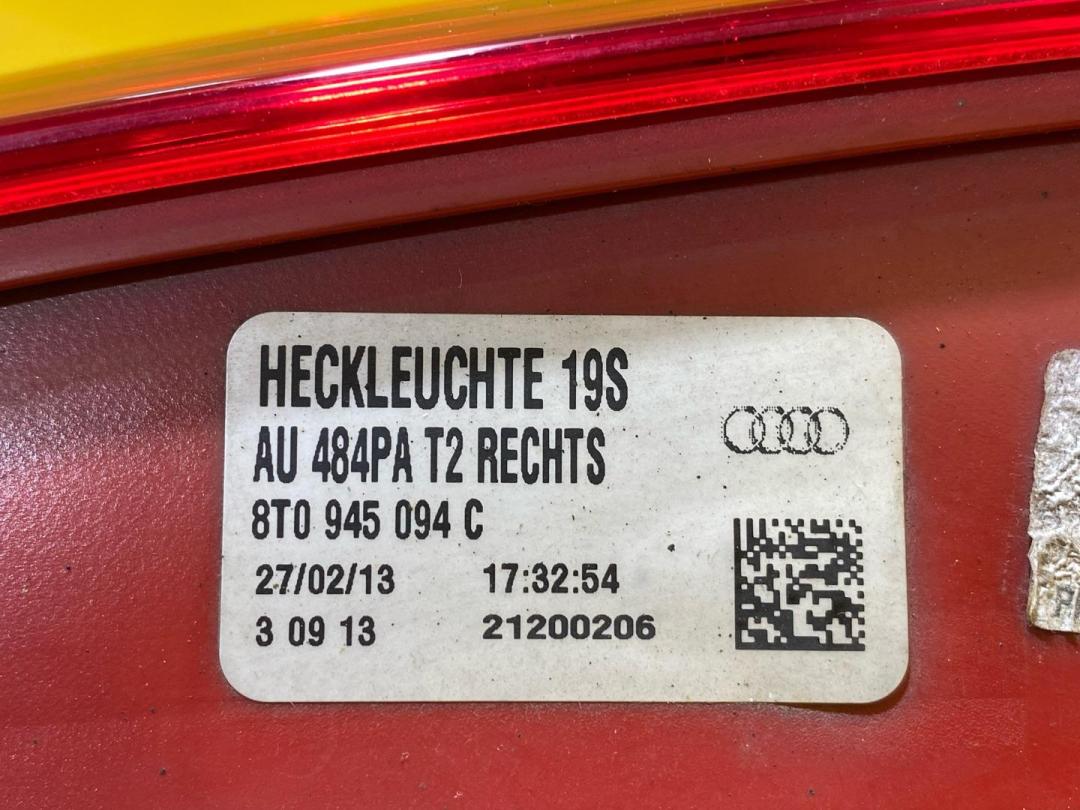 HECKLEUCHTE 19S
AU 484PA T2 RECHTS
8T0 945 094 C
27/02/13 17:32:54
3 09 13 21200206